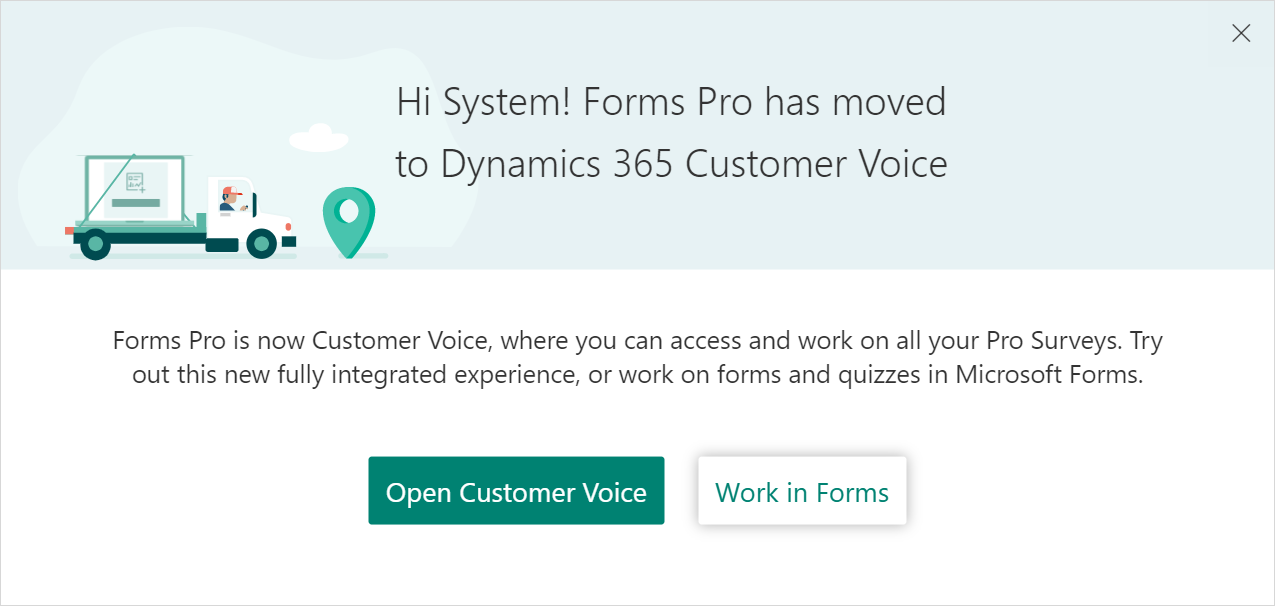 Hi System! Forms Pro has moved
to Dynamics 365 Customer Voice
Forms Pro is now Customer Voice, where you can access and work on all your Pro Surveys. Try
out this new fully integrated experience, or work on forms and quizzes in Microsoft Forms.
Open Customer Voice
Work in Forms